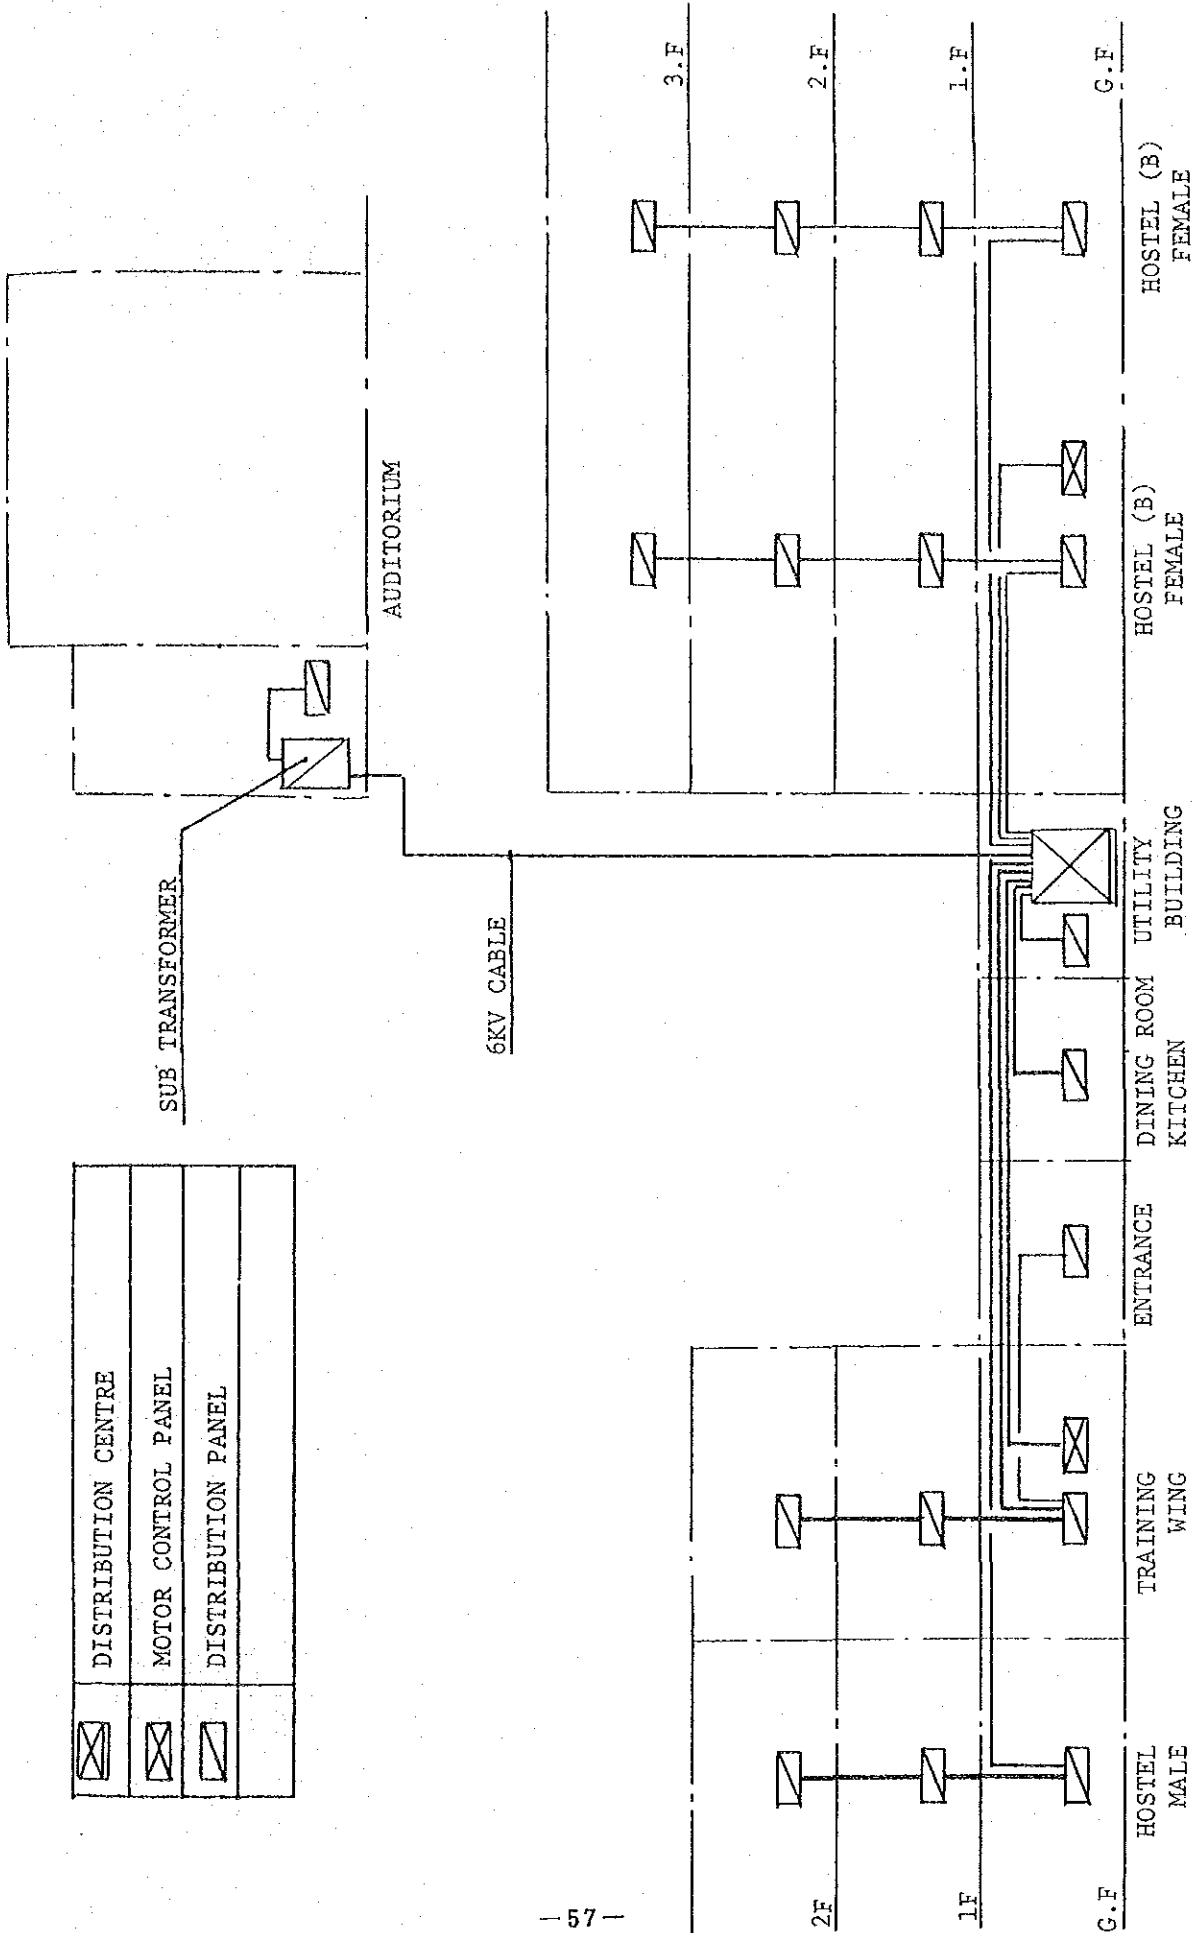 DISTRIBUTION CENTRE
MOTOR CONTROL PANEL
DISTRIBUTION PANEL
SUB TRANSFORMER
AUDITORIUM
6KV CABLE
3.F
2.F
1.F
G.F
2F
1F
G.F
HOSTEL
MALE
TRAINING
WING
ENTRANCE
DINING ROOM
KITCHEN
UTILITY
BUILDING
HOSTEL (B)
FEMALE
HOSTEL (B)
FEMALE
—57—